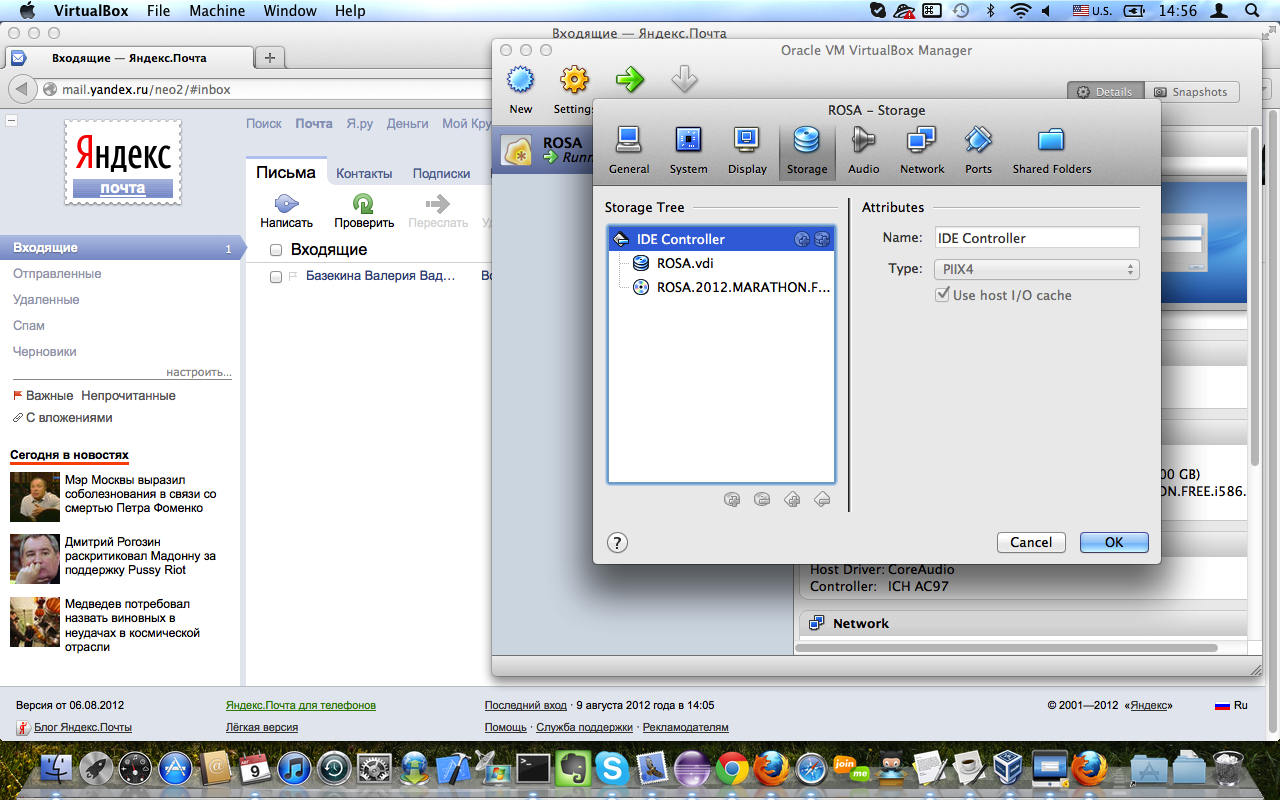 VirtualBox File Machine Window Help U.S. 14:56
Входящие — Яндекс.Почта
Входящие — Яндекс.Почта
mail.yandex.ru/neo2/#inbox
Oracle VM VirtualBox Manager
New
Details Snapshots
ROSA
ROSA – Storage
General System Display Storage Audio Network Ports Shared Folders
Storage Tree
IDE Controller
ROSA.vdi
ROSA.2012.MARATHON.F...
Attributes
Name: IDE Controller
Type: PIIX4
Use host I/O cache
? Cancel OK
00 GB)
ON.FREE.i586.
Host Driver: CoreAudio
Controller: ICH AC97
Network
Яндекс
почта
Поиск Почта Я.ру Деньги Мой Кру
Письма Контакты Подписки
Написать Проверить Переслать
Входящие
Базекина Валерия Вад...
Входящие 1
Отправленные
Удаленные
Спам
Черновики
настроить...
Важные Непрочитанные
С вложениями
Сегодня в новостях
Мэр Москвы выразил
соболезнования в связи со
смертью Петра Фоменко
Дмитрий Рогозин
раскритиковал Мадонну за
поддержку Pussy Riot
Медведев потребовал
назвать виновных в
неудачах в космической
отрасли
Версия от 06.08.2012 Яндекс.Почта для телефонов Последний вход · 9 августа 2012 года в 14:05 © 2001—2012 «Яндекс» Ru
Блог Яндекс.Почты Лёгкая версия Помощь · Служба поддержки · Рекламодателям
9
join
me